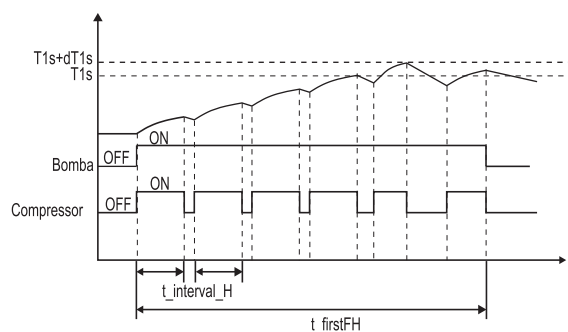 T1s+dT1s
T1s
ON
OFF
Bomba
ON
OFF
Compressor
t_interval_H
t_firstFH